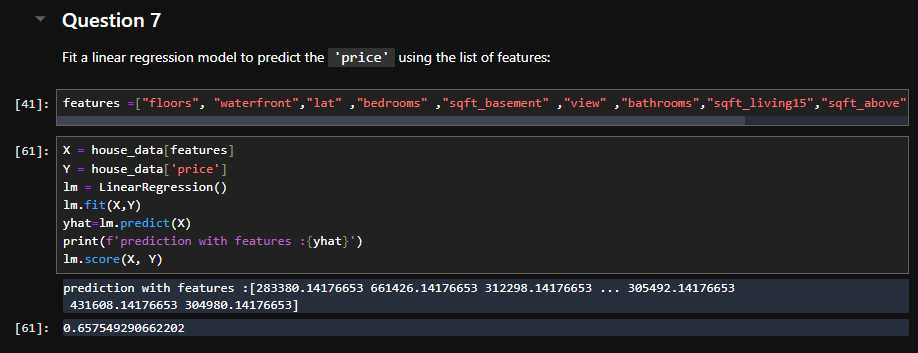 Question 7
Fit a linear regression model to predict the 'price' using the list of features:
[41]: features =["floors", "waterfront","lat" ,"bedrooms" ,"sqft_basement" ,"view" ,"bathrooms","sqft_living15","sqft_above"
[61]: X = house_data[features]
Y = house_data['price']
lm = LinearRegression()
lm.fit(X,Y)
yhat=lm.predict(X)
print(f'prediction with features :{yhat}')
lm.score(X, Y)
prediction with features :[283380.14176653 661426.14176653 312298.14176653 ... 305492.14176653
431608.14176653 304980.14176653]
[61]: 0.657549290662202